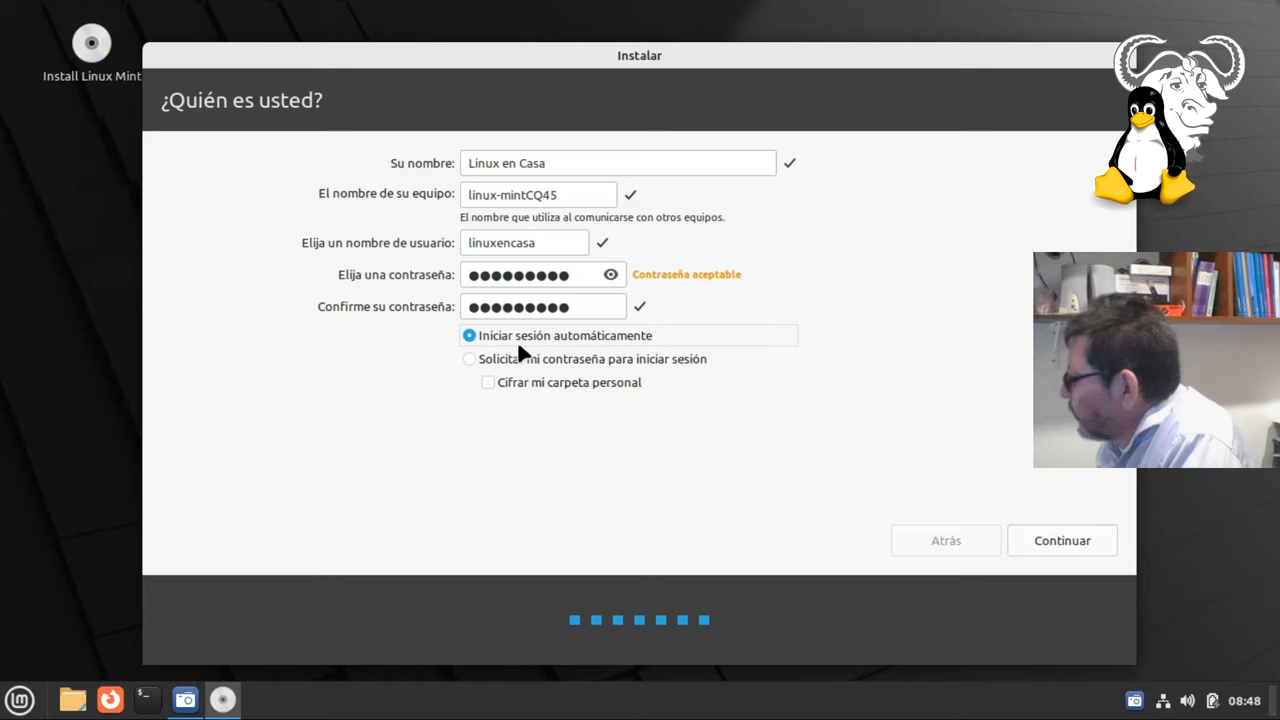 Install Linux Mint
Instalar
¿Quién es usted?
Su nombre: Linux en Casa
El nombre de su equipo: linux-mintCQ45
El nombre que utiliza al comunicarse con otros equipos.
Elija un nombre de usuario: linuxencasa
Elija una contraseña: ●●●●●●●●● Contraseña aceptable
Confirme su contraseña: ●●●●●●●●●
Iniciar sesión automáticamente
Solicitar mi contraseña para iniciar sesión
Cifrar mi carpeta personal
Atrás Continuar
08:48